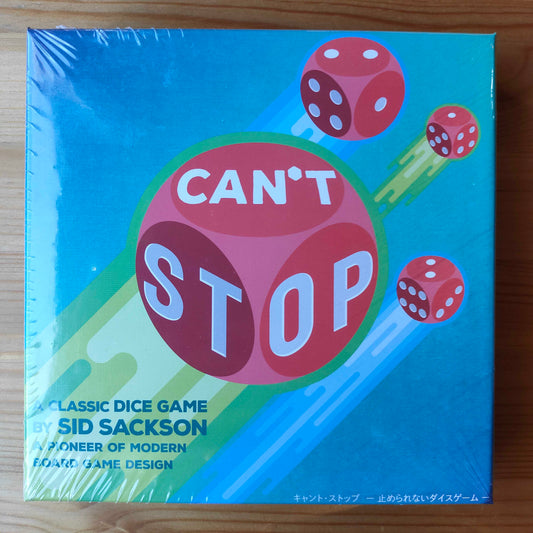 CAN'T
STOP
A CLASSIC DICE GAME
BY SID SACKSON
A PIONEER OF MODERN
BOARD GAME DESIGN
キャント・ストップ ー 止められないダイスゲーム ー